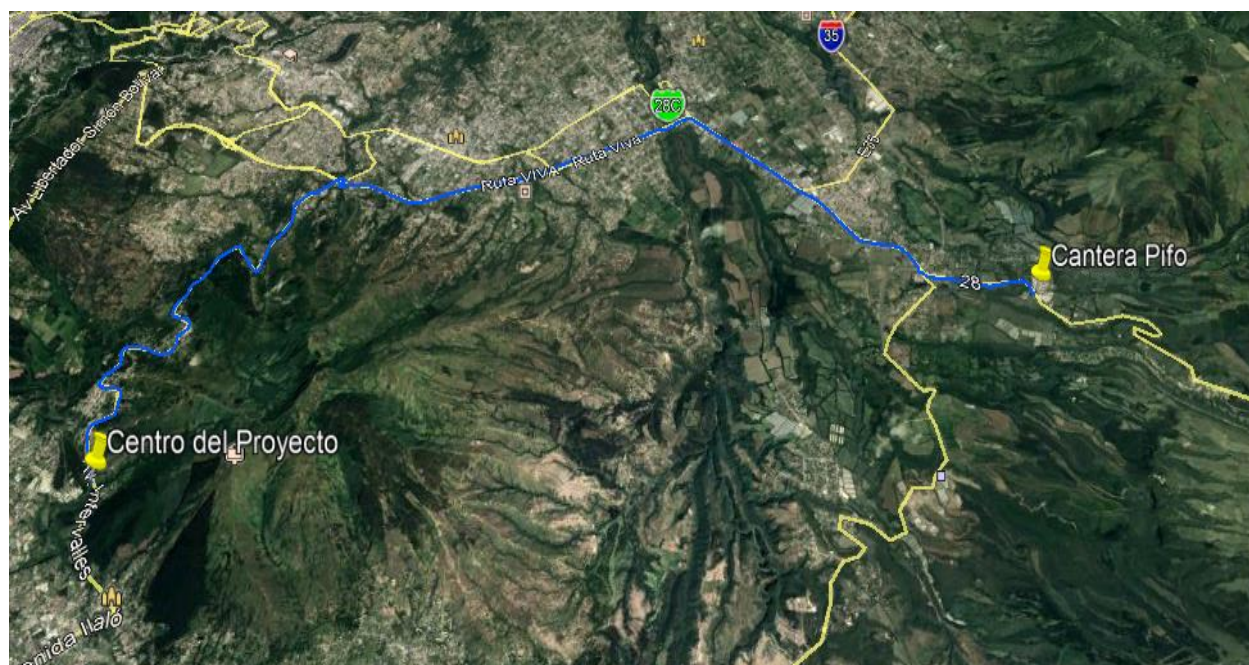 35
Av. Libertador Simón Bolívar
28C
Ruta Viva
Ruta VIVA
E35
Cantera Pifo
28
Centro del Proyecto
Intervalles
enida Ilaló